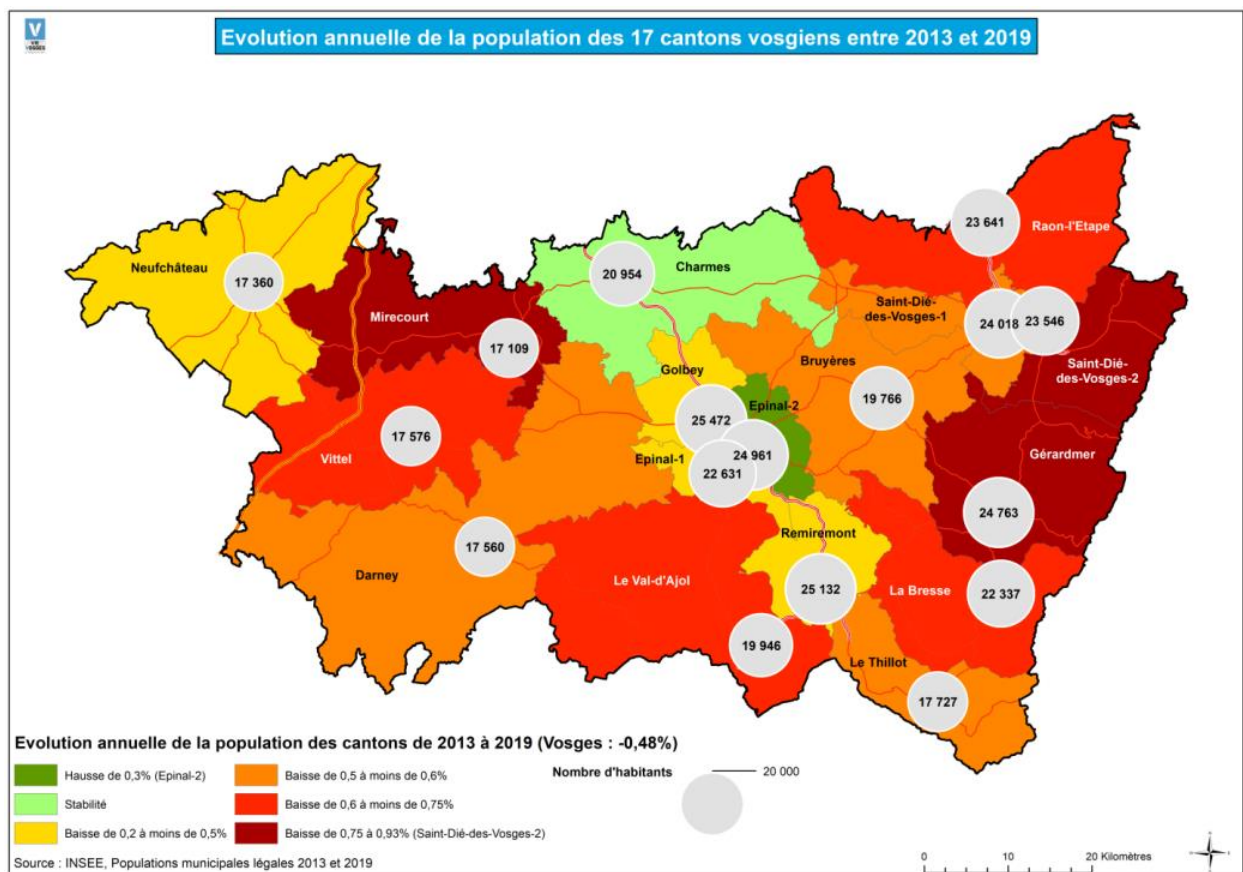 V
VIE
VOSGES
Evolution annuelle de la population des 17 cantons vosgiens entre 2013 et 2019
23 641
Raon-l'Etape
Neufchâteau
17 360
20 954
Charmes
Mirecourt
17 109
Saint-Dié-
des-Vosges-1
24 018
23 546
Saint-Dié-
des-Vosges-2
Golbey
Bruyères
19 766
Epinal-2
25 472
17 576
Vittel
Epinal-1
24 961
22 631
Gérardmer
24 763
17 560
Darney
Remiremont
Le Val-d'Ajol
25 132
La Bresse
22 337
19 946
Le Thillot
17 727
Evolution annuelle de la population des cantons de 2013 à 2019 (Vosges : -0,48%)
Hausse de 0,3% (Epinal-2)
Stabilité
Baisse de 0,2 à moins de 0,5%
Baisse de 0,5 à moins de 0,6%
Baisse de 0,6 à moins de 0,75%
Baisse de 0,75 à 0,93% (Saint-Dié-des-Vosges-2)
Nombre d'habitants
20 000
Source : INSEE, Populations municipales légales 2013 et 2019
0 10 20 Kilomètres